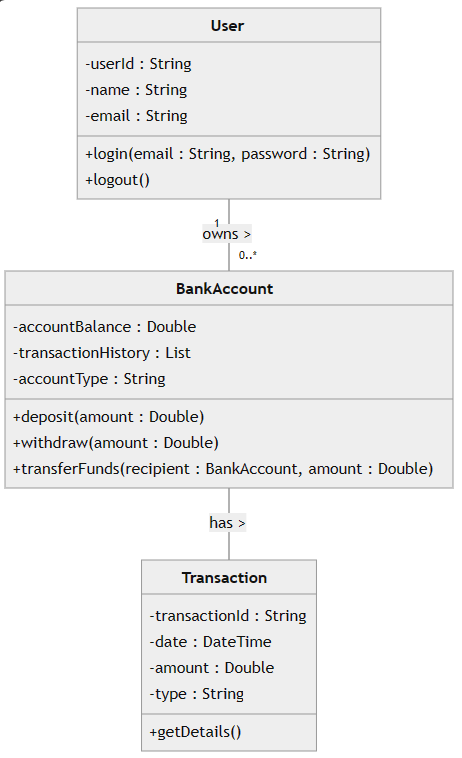 User
-userId : String
-name : String
-email : String
+login(email : String, password : String)
+logout()
1
owns >
0..*
BankAccount
-accountBalance : Double
-transactionHistory : List
-accountType : String
+deposit(amount : Double)
+withdraw(amount : Double)
+transferFunds(recipient : BankAccount, amount : Double)
has >
Transaction
-transactionId : String
-date : DateTime
-amount : Double
-type : String
+getDetails()